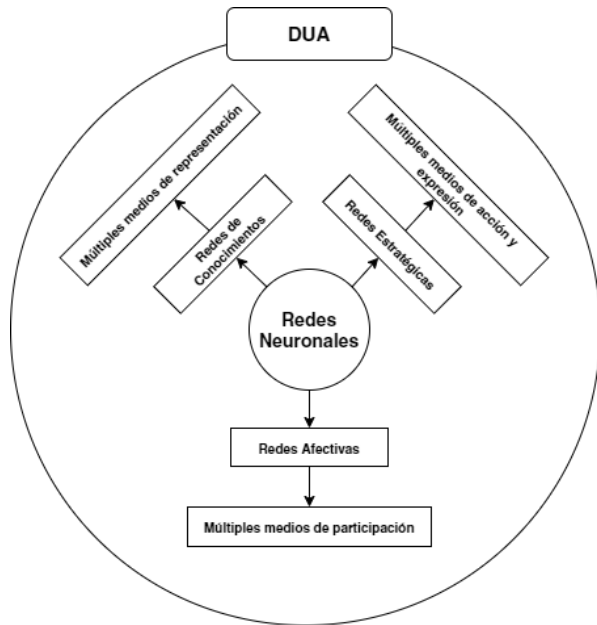 DUA
Múltiples medios de representación
Redes de
Conocimientos
Múltiples medios de acción y
expresión
Redes Estratégicas
Redes
Neuronales
Redes Afectivas
Múltiples medios de participación